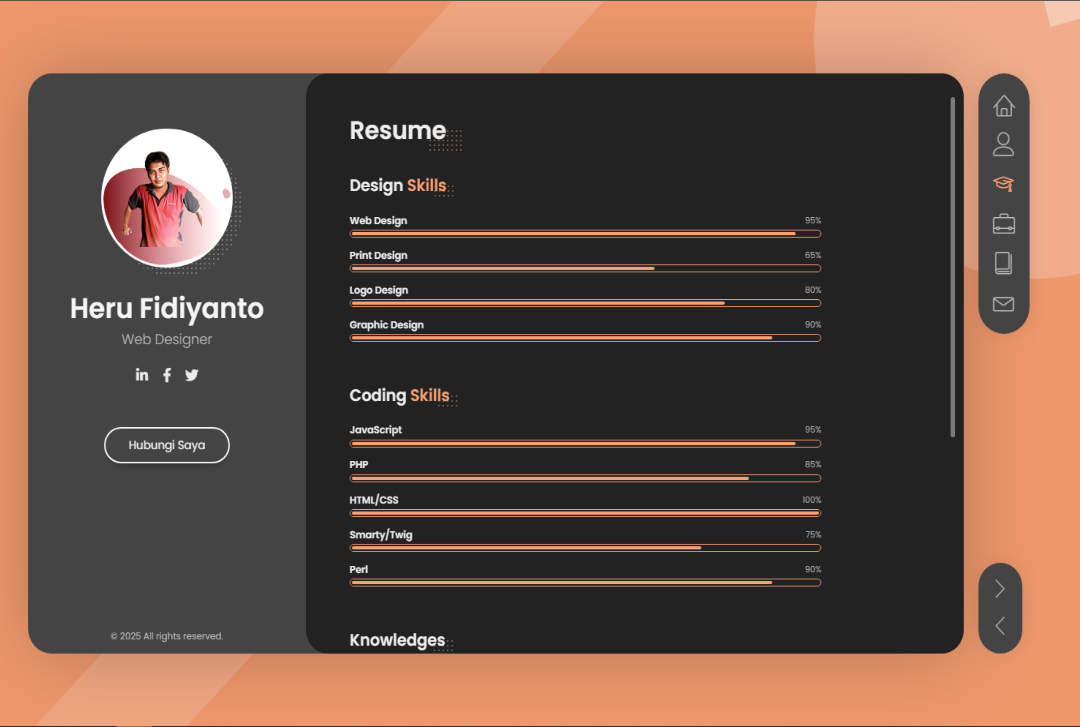 Heru Fidiyanto
Web Designer
Hubungi Saya
© 2025 All rights reserved.
Resume
Design Skills
Web Design 95%
Print Design 65%
Logo Design 80%
Graphic Design 90%
Coding Skills
JavaScript 95%
PHP 85%
HTML/CSS 100%
Smarty/Twig 75%
Perl 90%
Knowledges